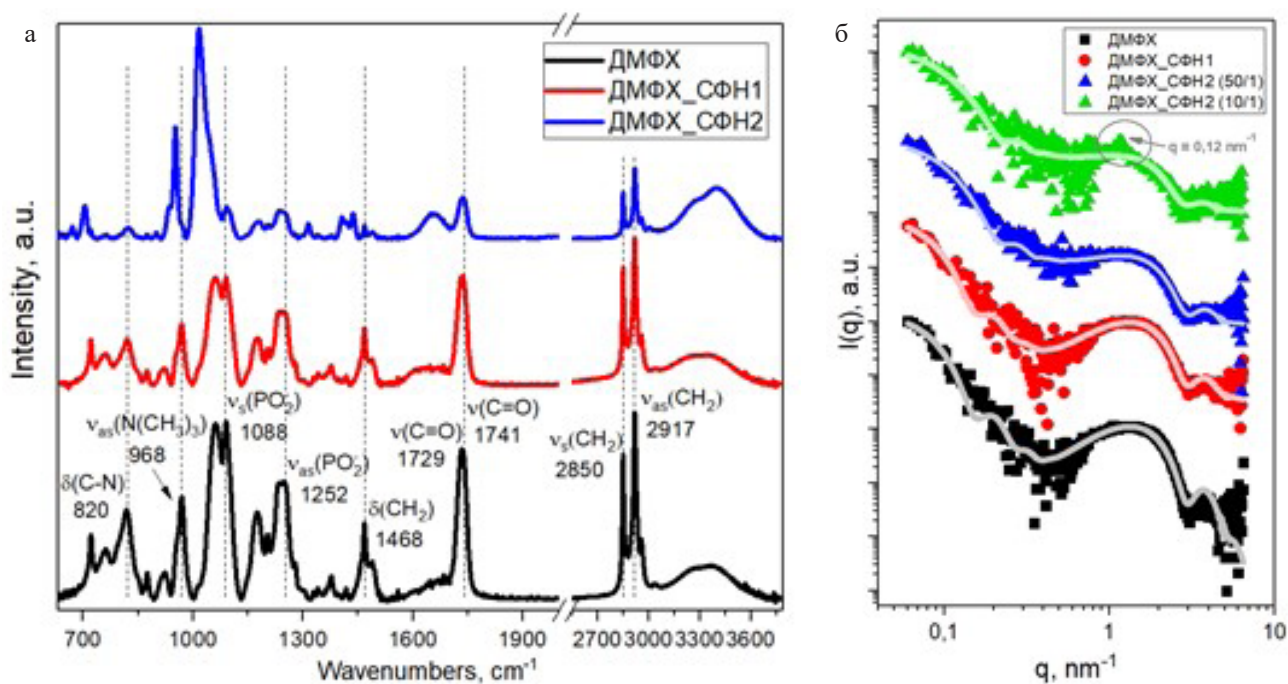 а
Intensity, a.u.
ДМФХ
ДМФХ_СФН1
ДМФХ_СФН2
δ(C-N)
820
νas(N(CH3)3)
968
νs(PO2)
1088
νas(PO2)
1252
δ(CH2)
1468
ν(C=O)
1729
ν(C=O)
1741
νs(CH2)
2850
νas(CH2)
2917
700 1000 1300 1600 1900 2700 3000 3300 3600
Wavenumbers, cm-1
б
I(q), a.u.
ДМФХ
ДМФХ_СФН1
ДМФХ_СФН2 (50/1)
ДМФХ_СФН2 (10/1)
q = 0,12 nm-1
0,1 1 10
q, nm-1